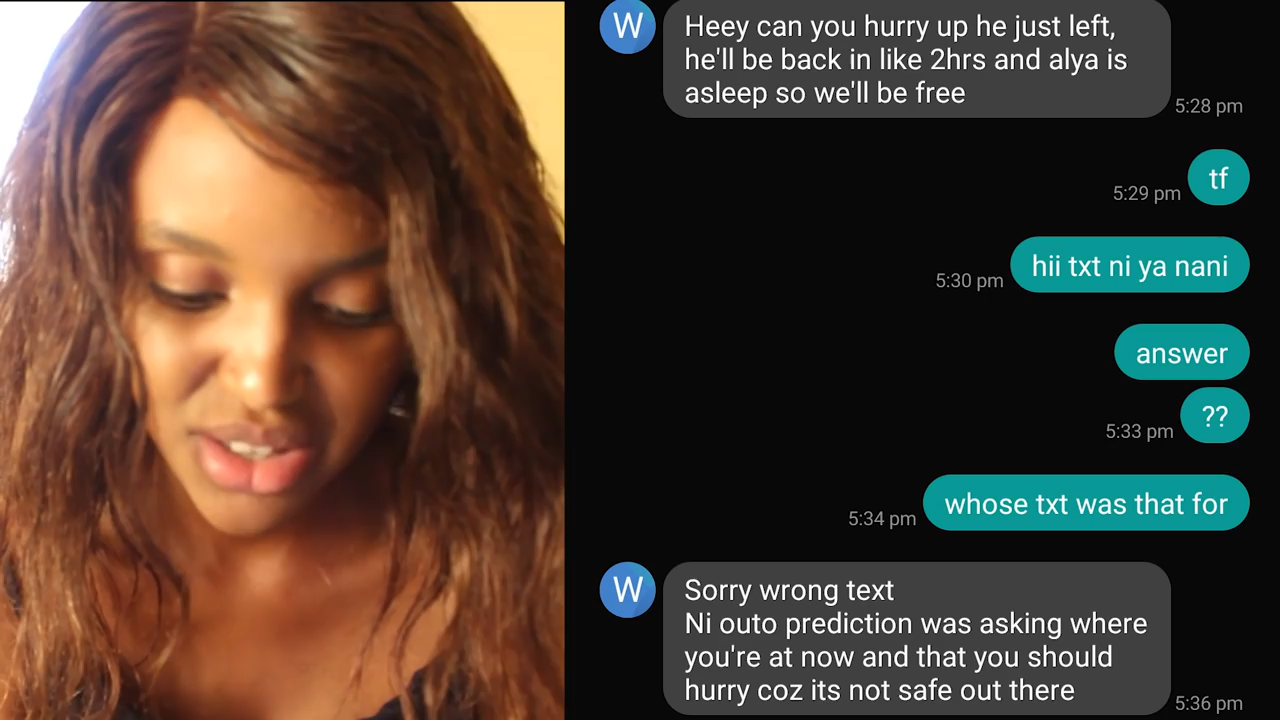 W
Heey can you hurry up he just left,
he'll be back in like 2hrs and alya is
asleep so we'll be free
5:28 pm
tf
5:29 pm
hii txt ni ya nani
5:30 pm
answer
??
5:33 pm
whose txt was that for
5:34 pm
W
Sorry wrong text
Ni outo prediction was asking where
you're at now and that you should
hurry coz its not safe out there
5:36 pm